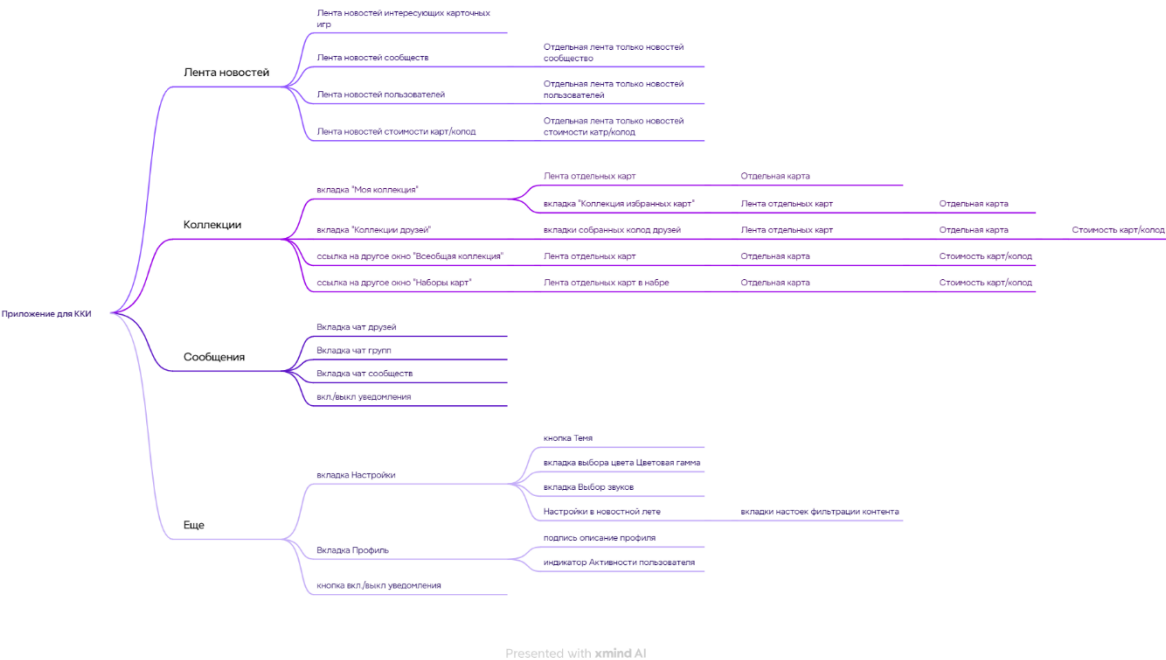 Приложение для ККИ
Лента новостей
Лента новостей интересующих карточных
игр
Лента новостей сообществ
Отдельная лента только новостей
сообщество
Лента новостей пользователей
Отдельная лента только новостей
пользователей
Лента новостей стоимости карт/колод
Отдельная лента только новостей
стоимости катр/колод
Коллекции
вкладка "Моя коллекция"
Лента отдельных карт
Отдельная карта
вкладка "Коллекция избранных карт"
Лента отдельных карт
Отдельная карта
вкладка "Коллекции друзей"
вкладки собранных колод друзей
Лента отдельных карт
Отдельная карта
Стоимость карт/колод
ссылка на другое окно "Всеобщая коллекция"
Лента отдельных карт
Отдельная карта
Стоимость карт/колод
ссылка на другое окно "Наборы карт"
Лента отдельных карт в набре
Отдельная карта
Стоимость карт/колод
Сообщения
Вкладка чат друзей
Вкладка чат групп
Вкладка чат сообществ
вкл./выкл уведомления
Еще
вкладка Настройки
кнопка Темя
вкладка выбора цвета Цветовая гамма
вкладка Выбор звуков
Настройки в новостной лете
вкладки настоек фильтрации контента
Вкладка Профиль
подпись описание профиля
индикатор Активности пользователя
кнопка вкл./выкл уведомления
Presented with xmind AI